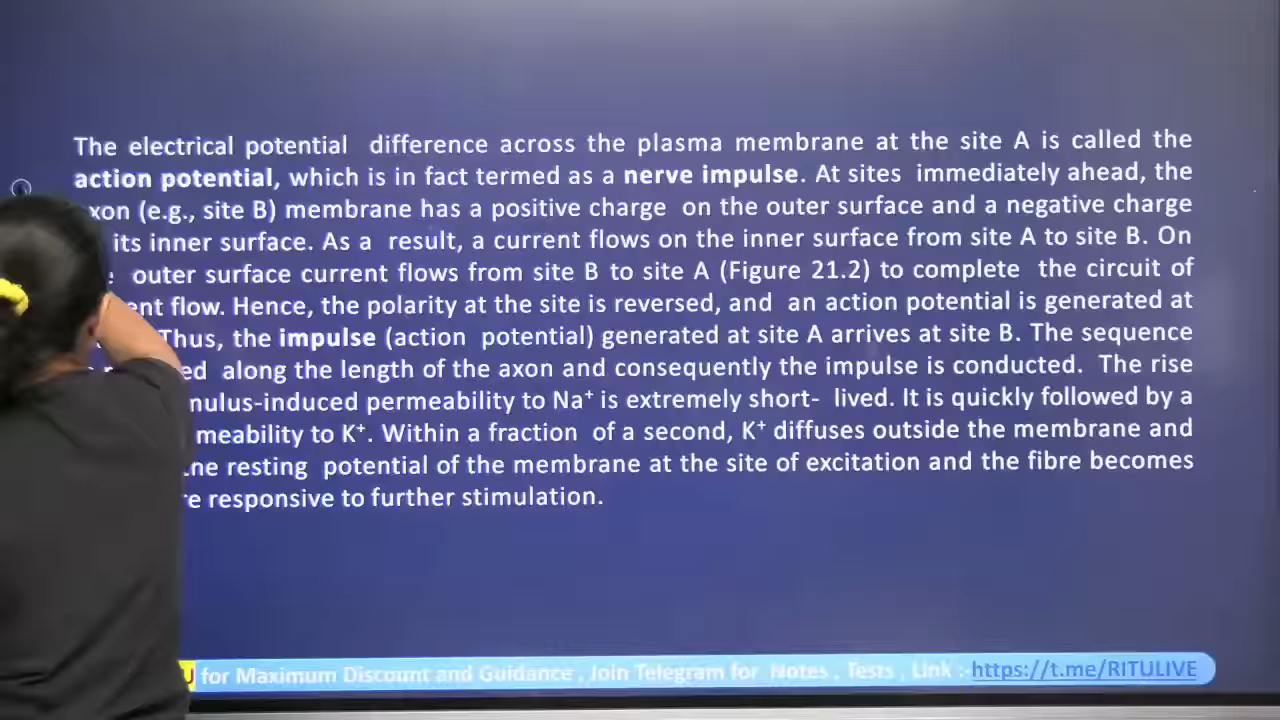 The electrical potential difference across the plasma membrane at the site A is called the
action potential, which is in fact termed as a nerve impulse. At sites immediately ahead, the
xon (e.g., site B) membrane has a positive charge on the outer surface and a negative charge
its inner surface. As a result, a current flows on the inner surface from site A to site B. On
outer surface current flows from site B to site A (Figure 21.2) to complete the circuit of
ent flow. Hence, the polarity at the site is reversed, and an action potential is generated at
Thus, the impulse (action potential) generated at site A arrives at site B. The sequence
ed along the length of the axon and consequently the impulse is conducted. The rise
mulus-induced permeability to Na⁺ is extremely short- lived. It is quickly followed by a
meability to K⁺. Within a fraction of a second, K⁺ diffuses outside the membrane and
the resting potential of the membrane at the site of excitation and the fibre becomes
e responsive to further stimulation.
U for Maximum Discount and Guidance , Join Telegram for Notes , Tests , Link : https://t.me/RITULIVE